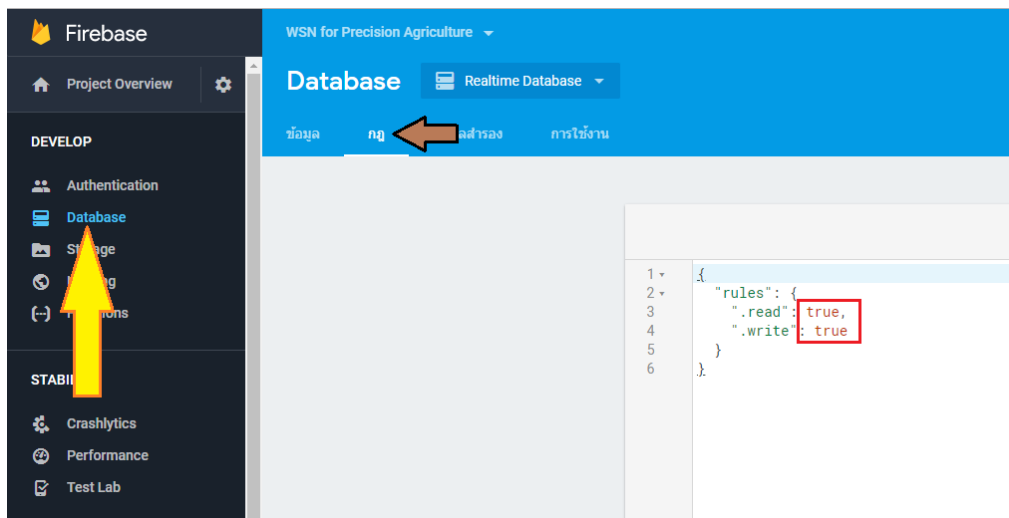 Firebase
WSN for Precision Agriculture
Project Overview
Database
Realtime Database
ข้อมูล กฎ การใช้งาน
DEVELOP
Authentication
Database
Crashlytics
Performance
Test Lab
1 {
2 "rules": {
3 ".read": true,
4 ".write": true
5 }
6 }